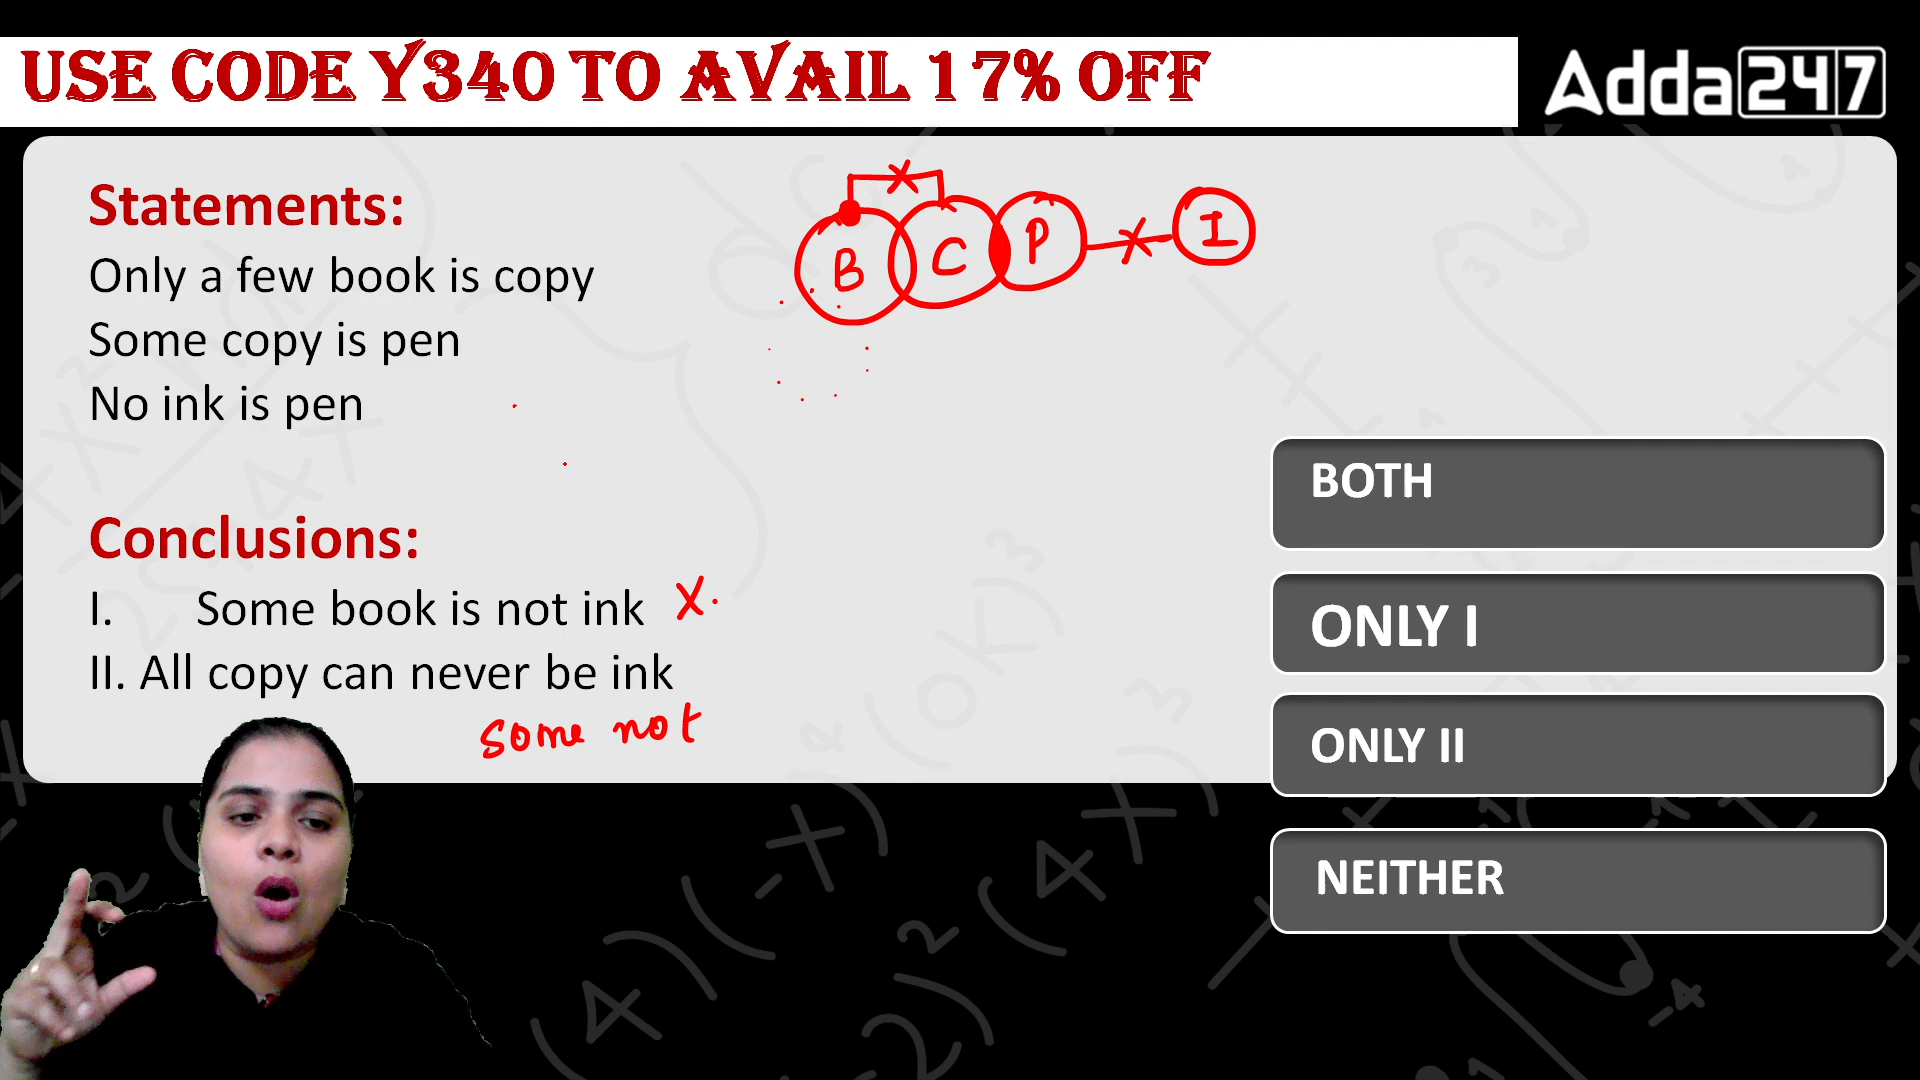 USE CODE Y340 TO AVAIL 17% OFF
Adda247
Statements:
Only a few book is copy
Some copy is pen
No ink is pen
B C P I
Conclusions:
I. Some book is not ink X
II. All copy can never be ink
some not
BOTH
ONLY I
ONLY II
NEITHER